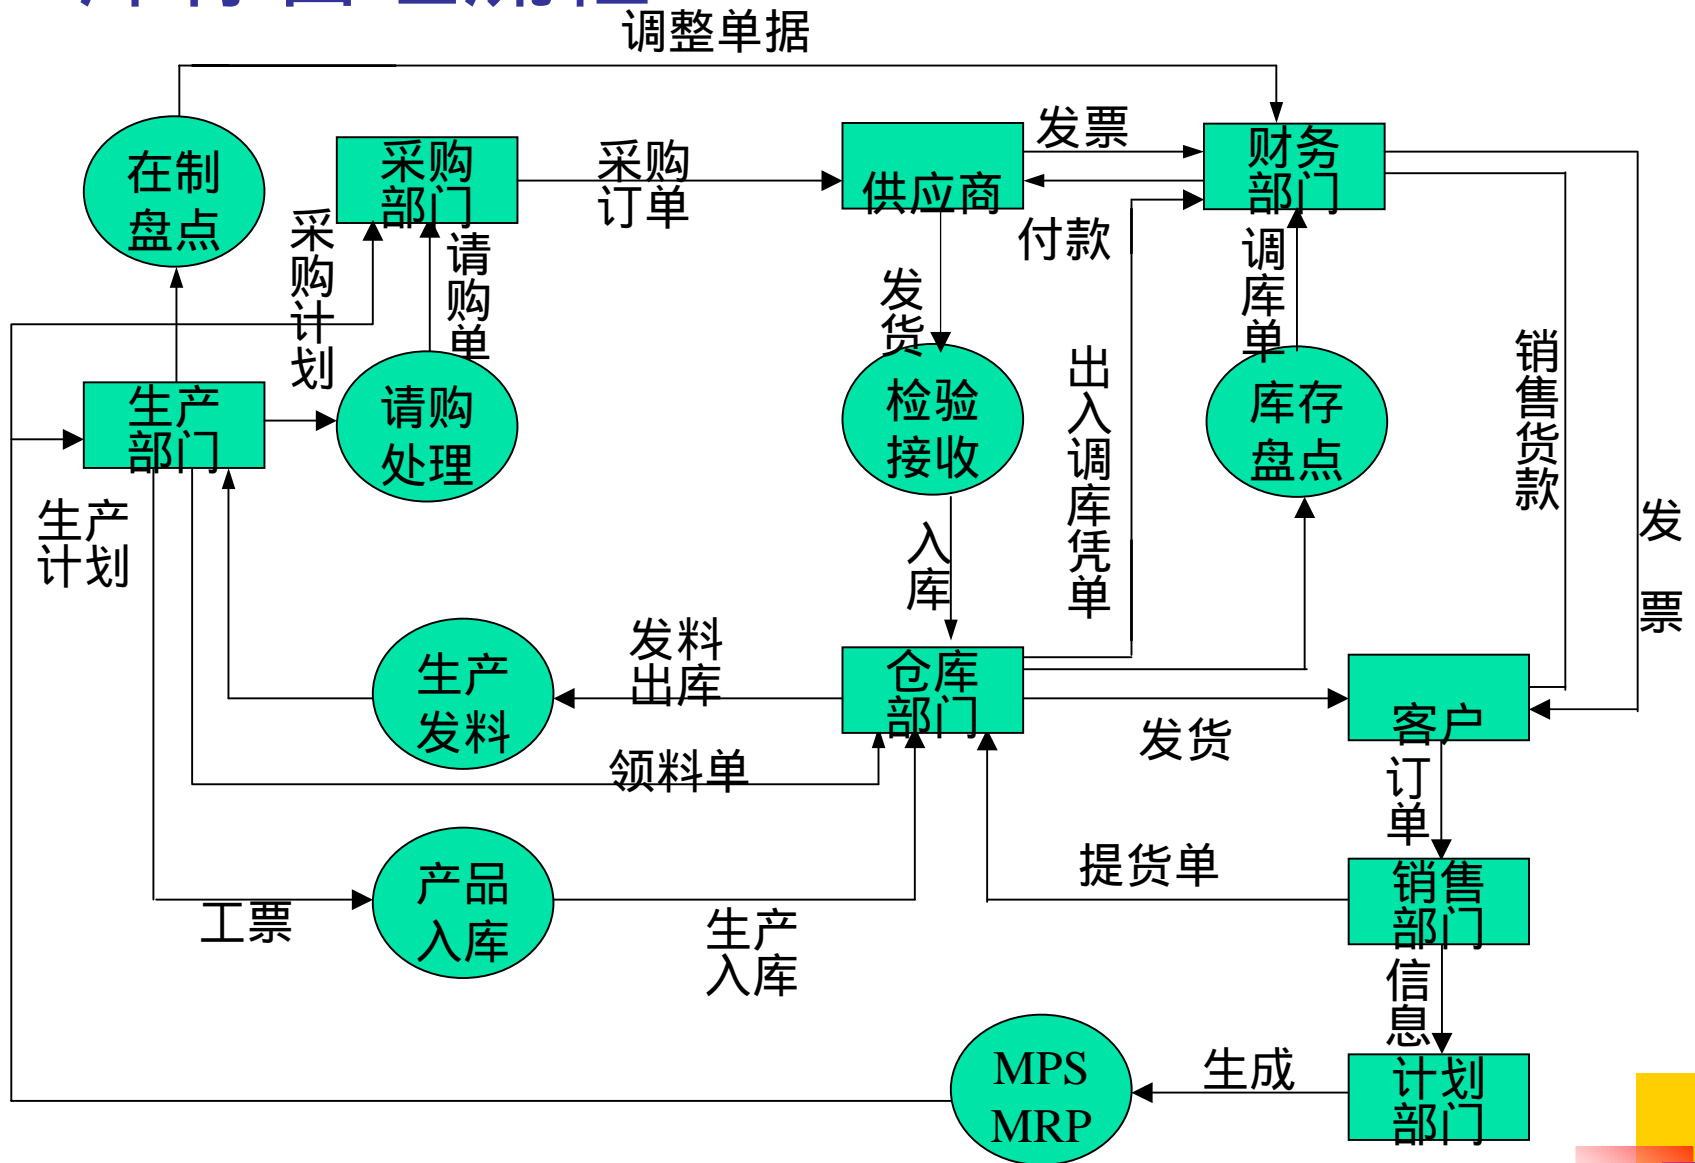 库存管理流程
调整单据
在制
盘点
采购
部门
采购
订单
供应商
发票
付款
财务
部门
采购计划
请购单
发货
调库单
出入调库凭单
销售货款
发票
生产
部门
请购
处理
检验
接收
库存
盘点
生产
计划
入库
生产
发料
发料
出库
仓库
部门
发货
客户
领料单
订单
产品
入库
工票
生产
入库
提货单
销售
部门
信息
MPS
MRP
生成
计划
部门